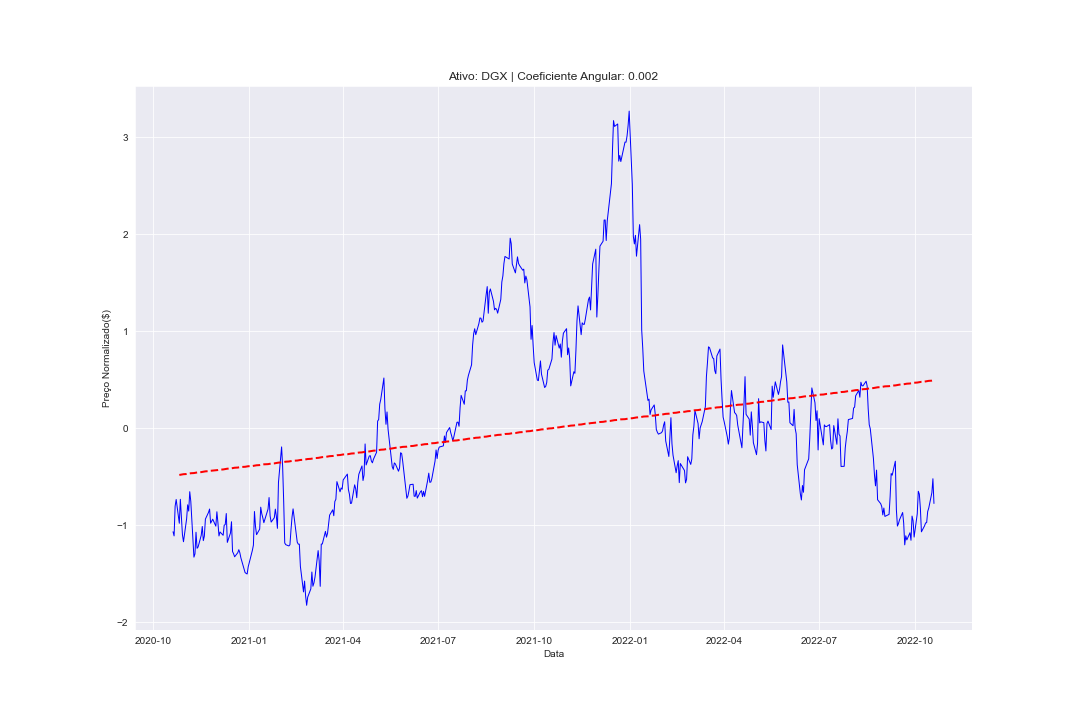 Ativo: DGX | Coeficiente Angular: 0.002
Preço Normalizado($)
3
2
1
0
−1
−2
2020-10 2021-01 2021-04 2021-07 2021-10 2022-01 2022-04 2022-07 2022-10
Data